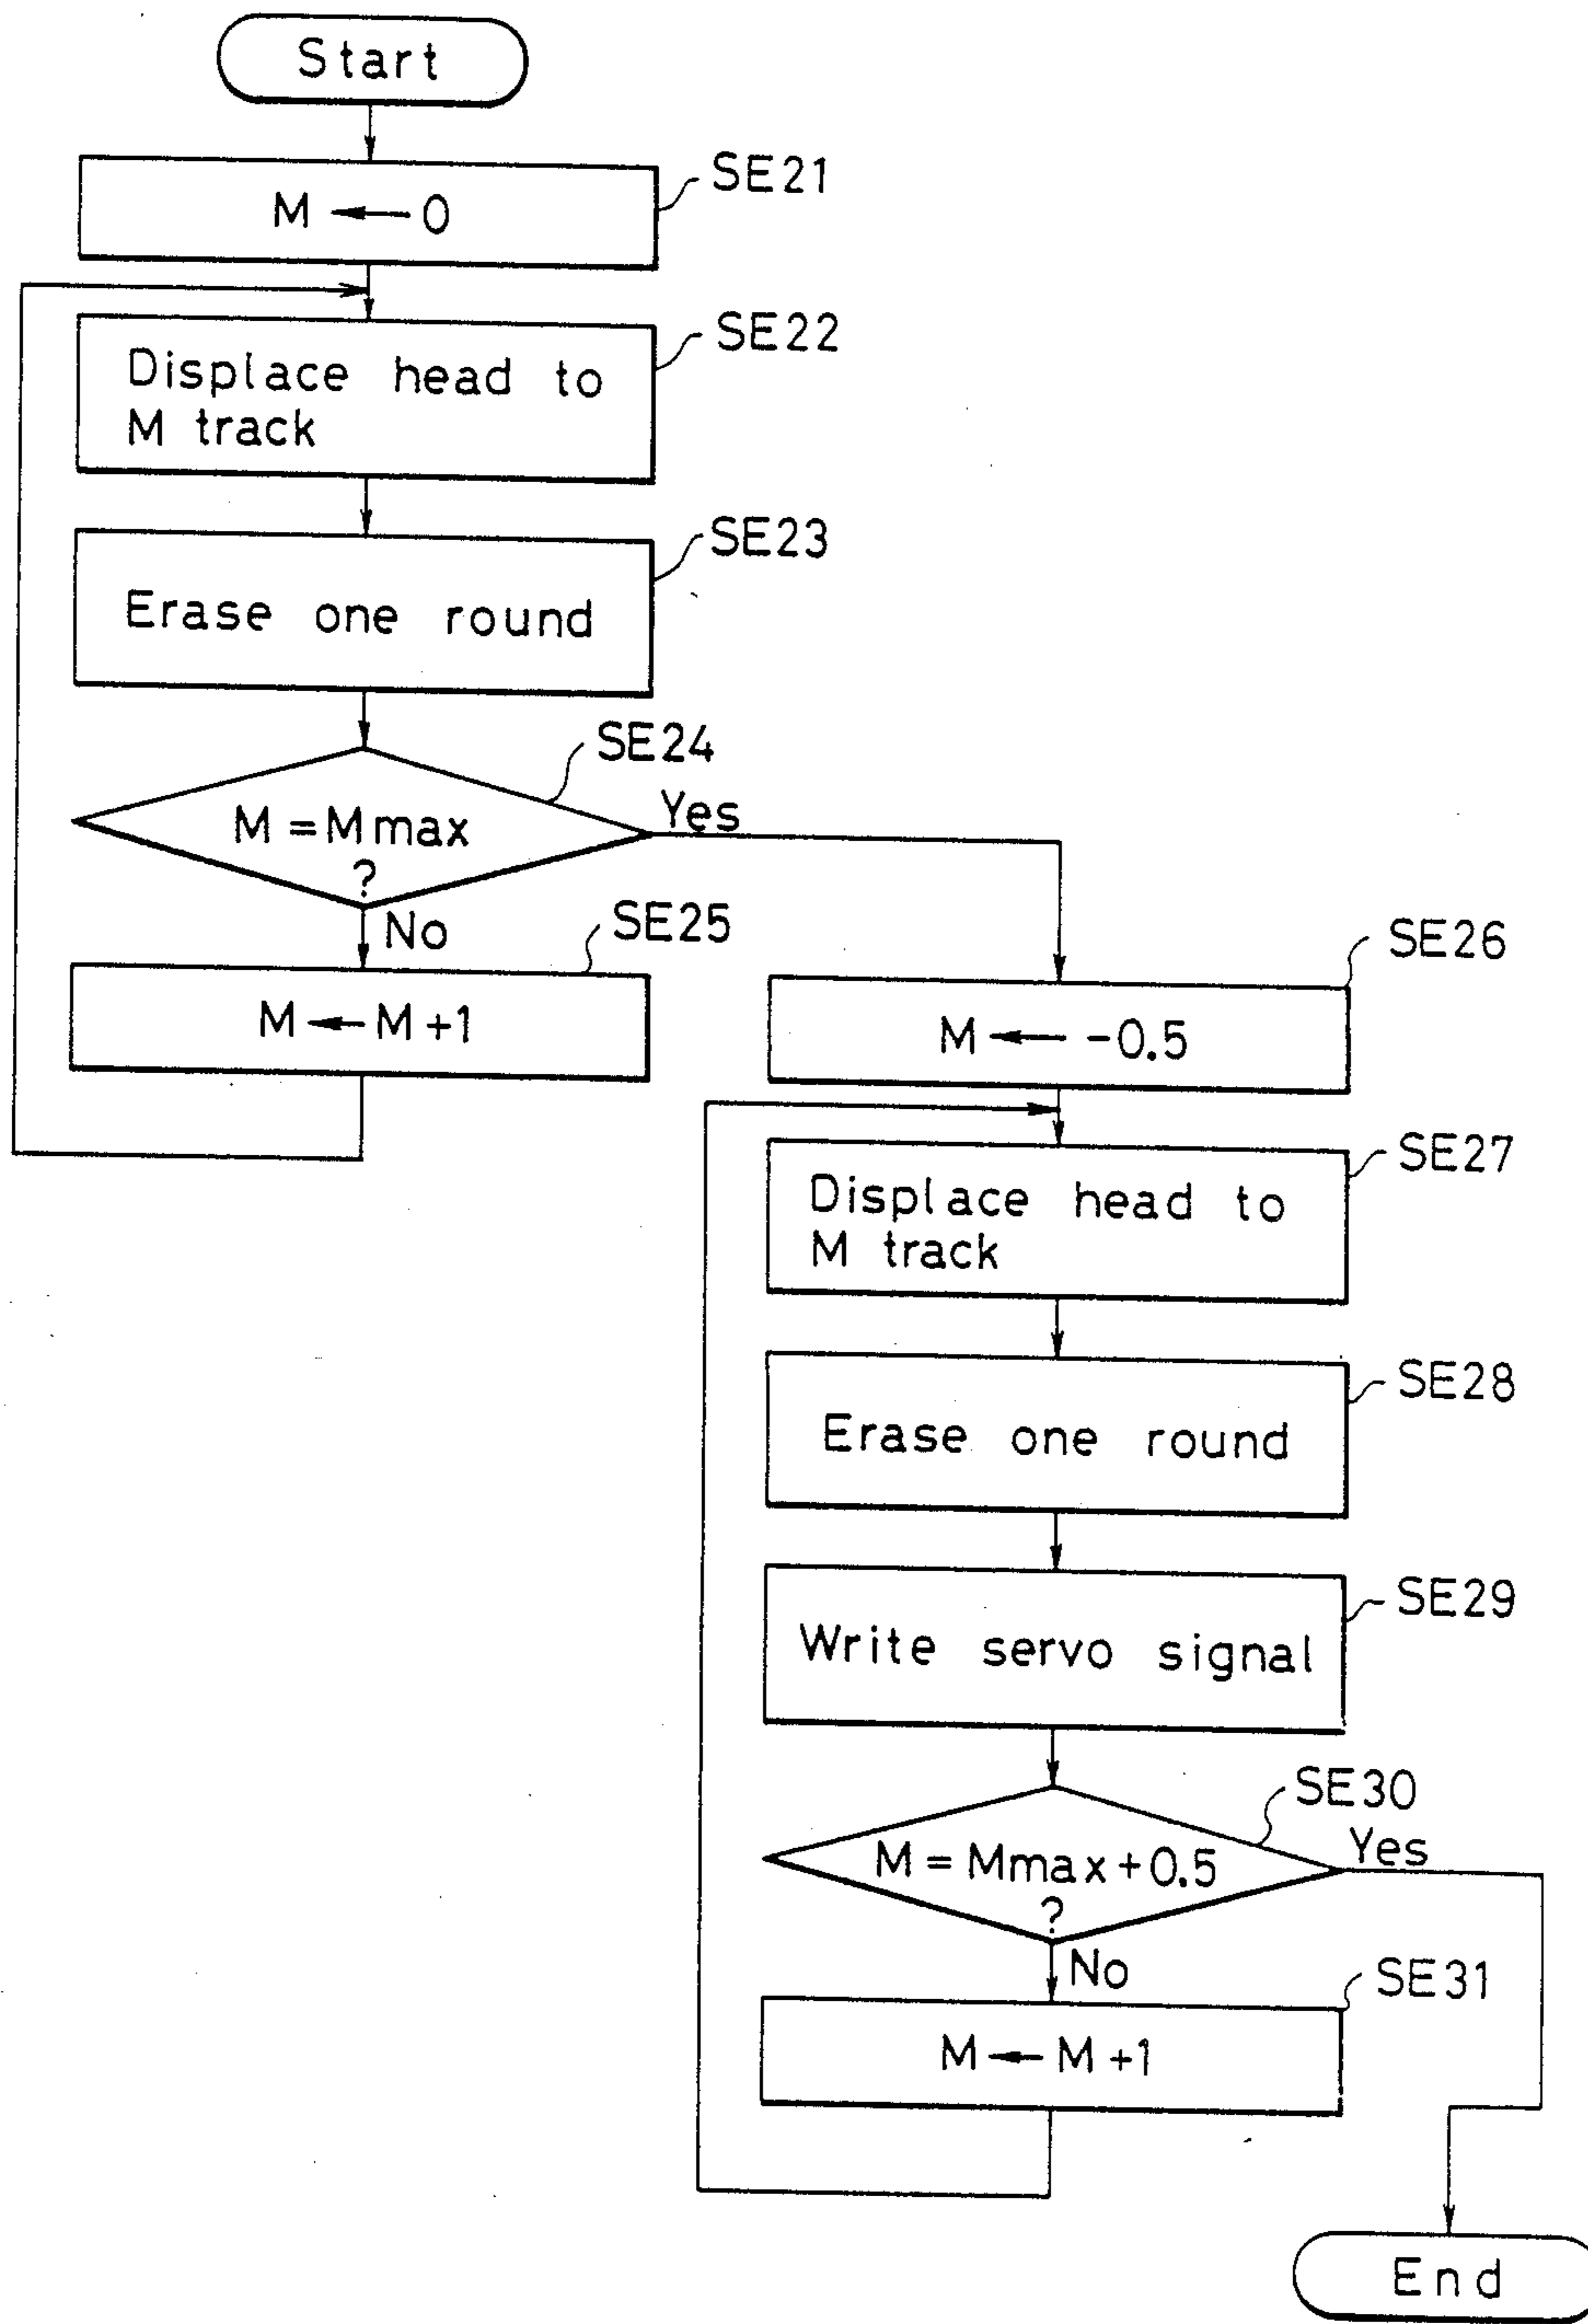 Start
SE21
M ← 0
SE22
Displace head to
M track
SE23
Erase one round
SE24
M = Mmax
?
Yes
No
SE25
M ← M + 1
SE26
M ← -0.5
SE27
Displace head to
M track
SE28
Erase one round
SE29
Write servo signal
SE30
M = Mmax + 0.5
?
Yes
No
SE31
M ← M + 1
End